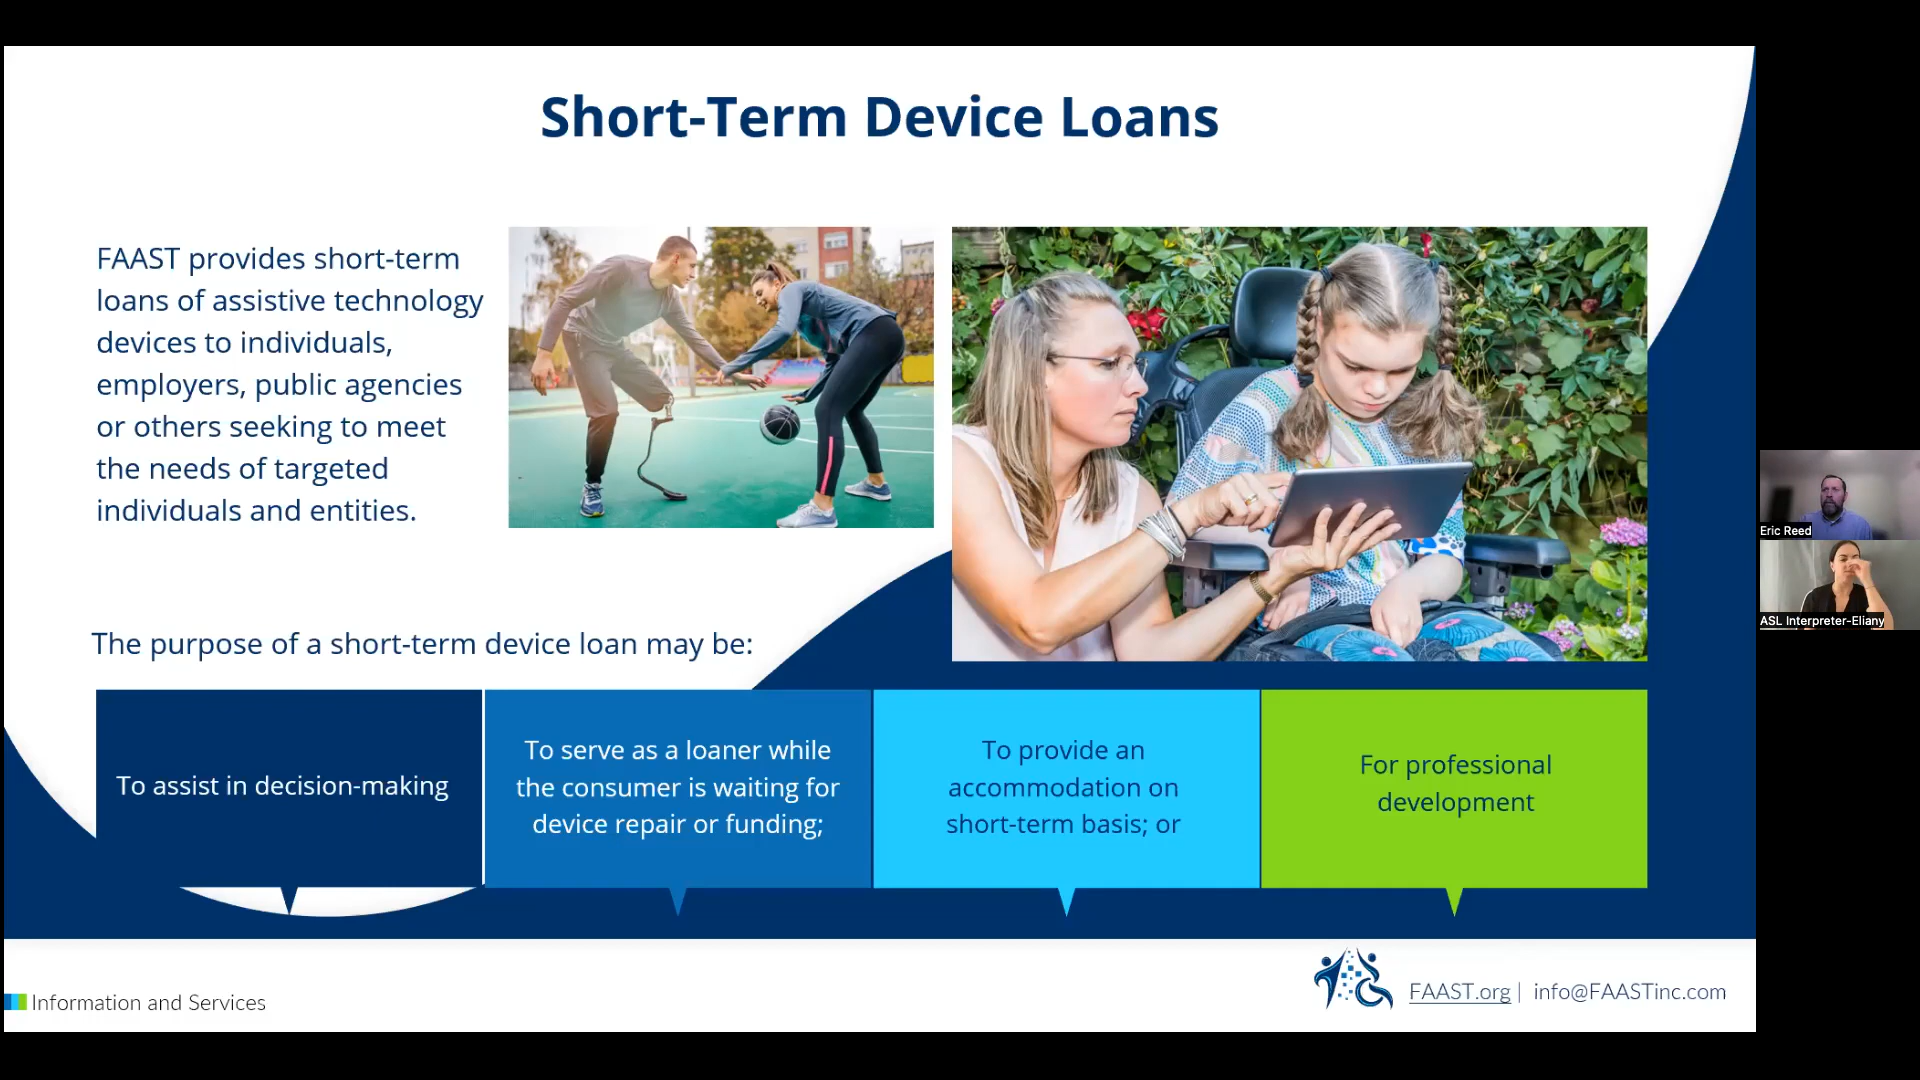 Short-Term Device Loans
FAAST provides short-term
loans of assistive technology
devices to individuals,
employers, public agencies
or others seeking to meet
the needs of targeted
individuals and entities.
The purpose of a short-term device loan may be:
To assist in decision-making
To serve as a loaner while
the consumer is waiting for
device repair or funding;
To provide an
accommodation on
short-term basis; or
For professional
development
Eric Reed
ASL Interpreter-Eliany
Information and Services
FAAST.org | info@FAASTinc.com